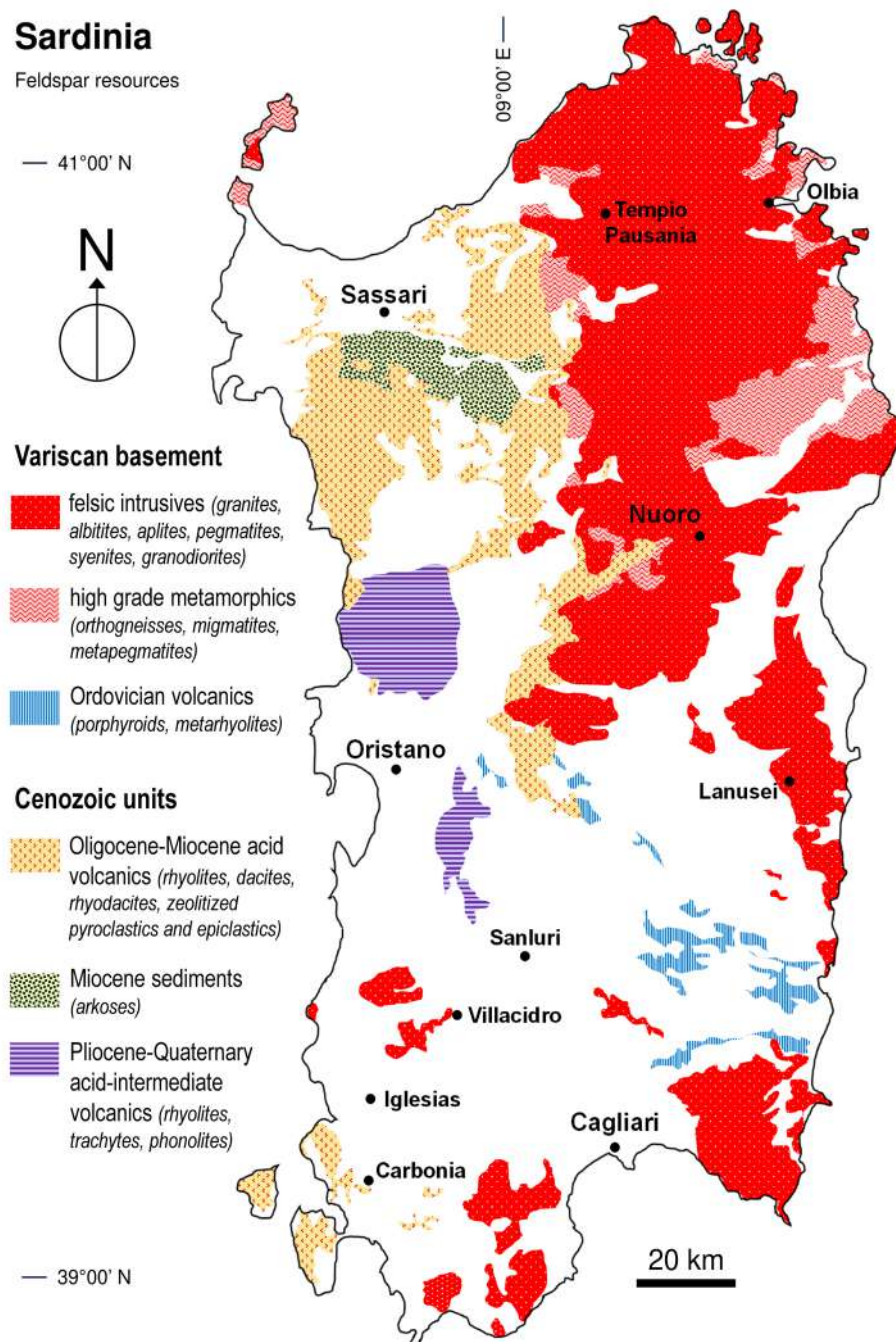 Sardinia
Feldspar resources
09°00' E
41°00' N
N
Olbia
Tempio
Pausania
Sassari
Variscan basement
felsic intrusives (granites,
albitites, aplites, pegmatites,
syenites, granodiorites)
Nuoro
high grade metamorphics
(orthogneisses, migmatites,
metapegmatites)
Ordovician volcanics
(porphyroids, metarhyolites)
Oristano
Lanusei
Cenozoic units
Oligocene-Miocene acid
volcanics (rhyolites, dacites,
rhyodacites, zeolitized
pyroclastics and epiclastics)
Sanluri
Miocene sediments
(arkoses)
Villacidro
Pliocene-Quaternary
acid-intermediate
volcanics (rhyolites,
trachytes, phonolites)
Iglesias
Cagliari
Carbonia
39°00' N
20 km